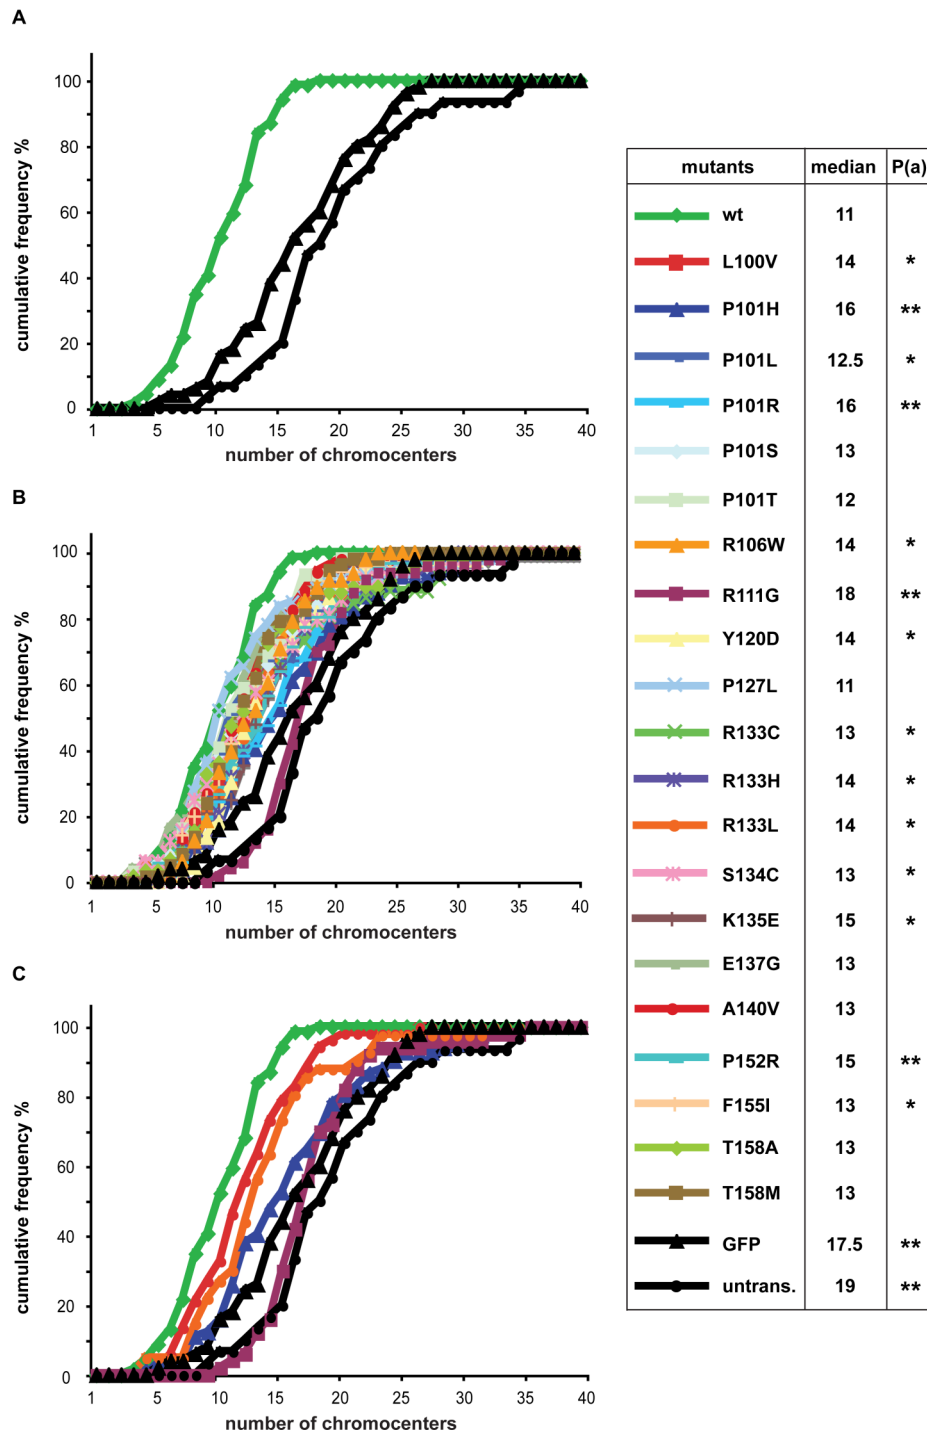 A
100
80
60
40
20
0
cumulative frequency %
1 5 10 15 20 25 30 35 40
number of chromocenters
B
100
80
60
40
20
0
cumulative frequency %
1 5 10 15 20 25 30 35 40
number of chromocenters
C
100
80
60
40
20
0
cumulative frequency %
1 5 10 15 20 25 30 35 40
number of chromocenters
mutants median P(a)
wt 11
L100V 14 *
P101H 16 **
P101L 12.5 *
P101R 16 **
P101S 13
P101T 12
R106W 14 *
R111G 18 **
Y120D 14 *
P127L 11
R133C 13 *
R133H 14 *
R133L 14 *
S134C 13 *
K135E 15 *
E137G 13
A140V 13
P152R 15 **
F155I 13 *
T158A 13
T158M 13
GFP 17.5 **
untrans. 19 **